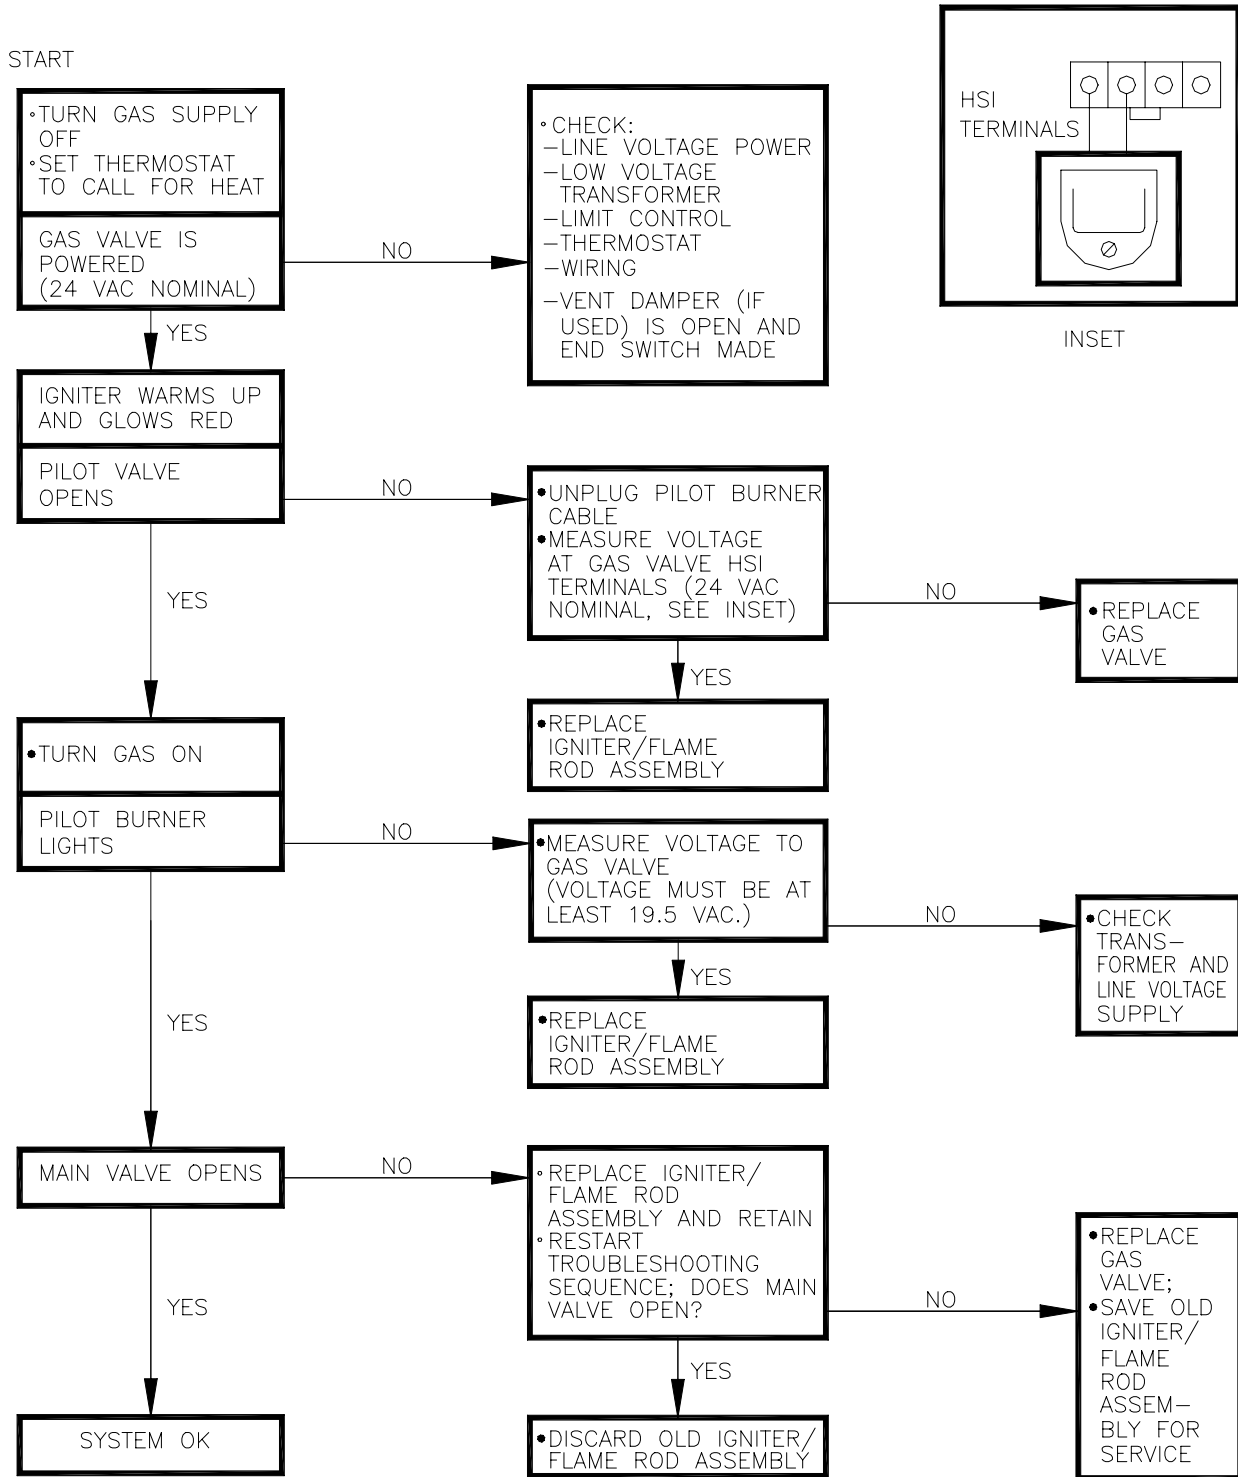 START
◦TURN GAS SUPPLY
OFF
◦SET THERMOSTAT
TO CALL FOR HEAT
GAS VALVE IS
POWERED
(24 VAC NOMINAL)
NO
◦CHECK:
–LINE VOLTAGE POWER
–LOW VOLTAGE
TRANSFORMER
–LIMIT CONTROL
–THERMOSTAT
–WIRING
–VENT DAMPER (IF
USED) IS OPEN AND
END SWITCH MADE
HSI
TERMINALS
INSET
YES
IGNITER WARMS UP
AND GLOWS RED
PILOT VALVE
OPENS
NO
•UNPLUG PILOT BURNER
CABLE
•MEASURE VOLTAGE
AT GAS VALVE HSI
TERMINALS (24 VAC
NOMINAL, SEE INSET)
NO
•REPLACE
GAS
VALVE
YES
•REPLACE
IGNITER/FLAME
ROD ASSEMBLY
YES
•TURN GAS ON
PILOT BURNER
LIGHTS
NO
•MEASURE VOLTAGE TO
GAS VALVE
(VOLTAGE MUST BE AT
LEAST 19.5 VAC.)
NO
•CHECK
TRANS–
FORMER AND
LINE VOLTAGE
SUPPLY
YES
•REPLACE
IGNITER/FLAME
ROD ASSEMBLY
YES
MAIN VALVE OPENS
NO
◦REPLACE IGNITER/
FLAME ROD
ASSEMBLY AND RETAIN
◦RESTART
TROUBLESHOOTING
SEQUENCE; DOES MAIN
VALVE OPEN?
NO
•REPLACE
GAS
VALVE;
•SAVE OLD
IGNITER/
FLAME
ROD
ASSEM–
BLY FOR
SERVICE
YES
•DISCARD OLD IGNITER/
FLAME ROD ASSEMBLY
YES
SYSTEM OK